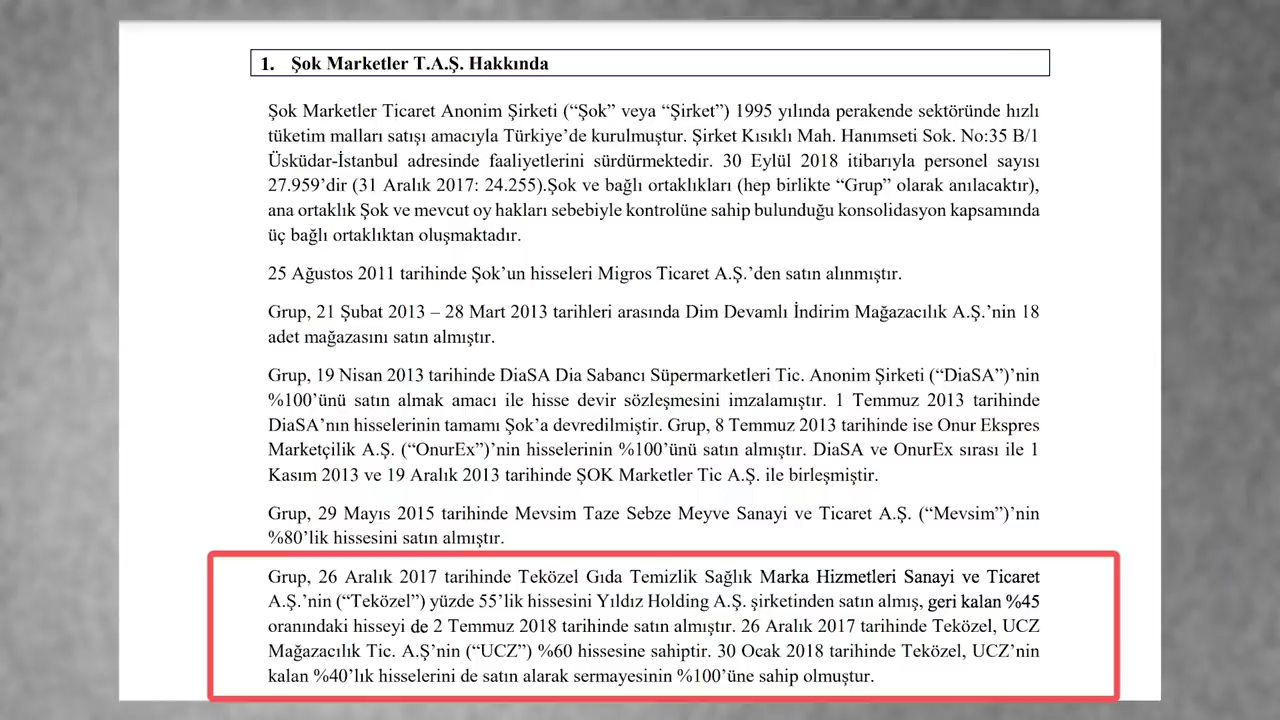 1. Şok Marketler T.A.Ş. Hakkında
Şok Marketler Ticaret Anonim Şirketi (“Şok” veya “Şirket”) 1995 yılında perakende sektöründe hızlı
tüketim malları satışı amacıyla Türkiye’de kurulmuştur. Şirket Kısıklı Mah. Hanımseti Sok. No:35 B/1
Üsküdar-İstanbul adresinde faaliyetlerini sürdürmektedir. 30 Eylül 2018 itibarıyla personel sayısı
27.959’dir (31 Aralık 2017: 24.255).Şok ve bağlı ortaklıkları (hep birlikte “Grup” olarak anılacaktır),
ana ortaklık Şok ve mevcut oy hakları sebebiyle kontrolüne sahip bulunduğu konsolidasyon kapsamında
üç bağlı ortaklıktan oluşmaktadır.
25 Ağustos 2011 tarihinde Şok’un hisseleri Migros Ticaret A.Ş.’den satın alınmıştır.
Grup, 21 Şubat 2013 – 28 Mart 2013 tarihleri arasında Dim Devamlı İndirim Mağazacılık A.Ş.’nin 18
adet mağazasını satın almıştır.
Grup, 19 Nisan 2013 tarihinde DiaSA Dia Sabancı Süpermarketleri Tic. Anonim Şirketi (“DiaSA”)’nin
%100’ünü satın almak amacı ile hisse devir sözleşmesini imzalamıştır. 1 Temmuz 2013 tarihinde
DiaSA’nın hisselerinin tamamı Şok’a devredilmiştir. Grup, 8 Temmuz 2013 tarihinde ise Onur Ekspres
Marketçilik A.Ş. (“OnurEx”)’nin hisselerinin %100’ünü satın almıştır. DiaSA ve OnurEx sırası ile 1
Kasım 2013 ve 19 Aralık 2013 tarihinde ŞOK Marketler Tic A.Ş. ile birleşmiştir.
Grup, 29 Mayıs 2015 tarihinde Mevsim Taze Sebze Meyve Sanayi ve Ticaret A.Ş. (“Mevsim”)’nin
%80’lik hissesini satın almıştır.
Grup, 26 Aralık 2017 tarihinde Teközel Gıda Temizlik Sağlık Marka Hizmetleri Sanayi ve Ticaret
A.Ş.’nin (“Teközel”) yüzde 55’lik hissesini Yıldız Holding A.Ş. şirketinden satın almış, geri kalan %45
oranındaki hisseyi de 2 Temmuz 2018 tarihinde satın almıştır. 26 Aralık 2017 tarihinde Teközel, UCZ
Mağazacılık Tic. A.Ş’nin (“UCZ”) %60 hissesine sahiptir. 30 Ocak 2018 tarihinde Teközel, UCZ’nin
kalan %40’lık hisselerini de satın alarak sermayesinin %100’üne sahip olmuştur.